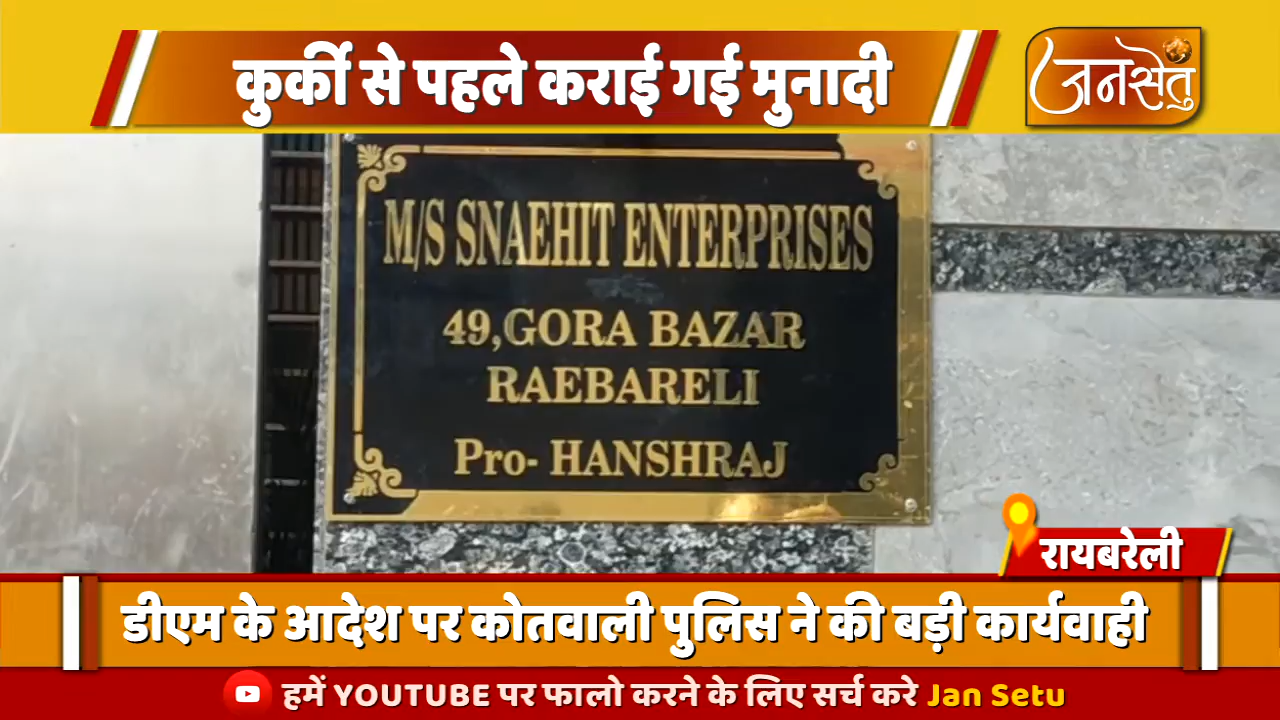 कुर्की से पहले कराई गई मुनादी
जनसेतु
M/S SNAEHIT ENTERPRISES
49,GORA BAZAR
RAEBARELI
Pro- HANSHRAJ
रायबरेली
डीएम के आदेश पर कोतवाली पुलिस ने की बड़ी कार्यवाही
हमें YOUTUBE पर फालो करने के लिए सर्च करे Jan Setu